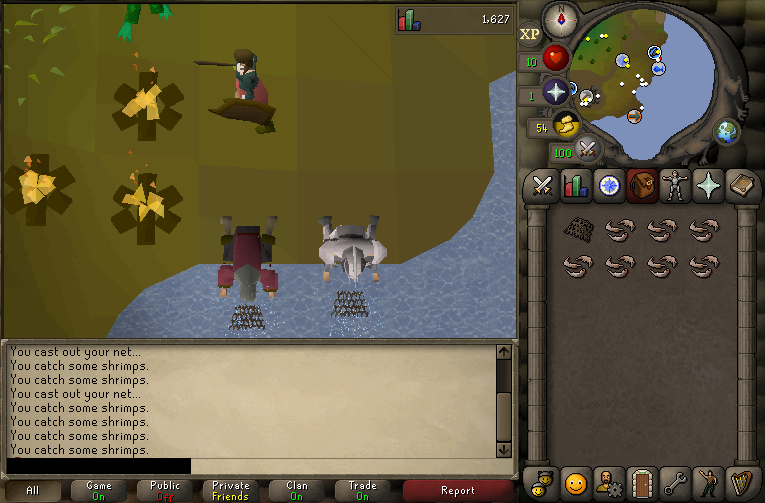 1,627
N
XP
10
1
54
100
You cast out your net...
You catch some shrimps.
You catch some shrimps.
You cast out your net...
You catch some shrimps.
You catch some shrimps.
You catch some shrimps.
You catch some shrimps.
All
Game
On
Public
Off
Private
Friends
Clan
On
Trade
On
Report